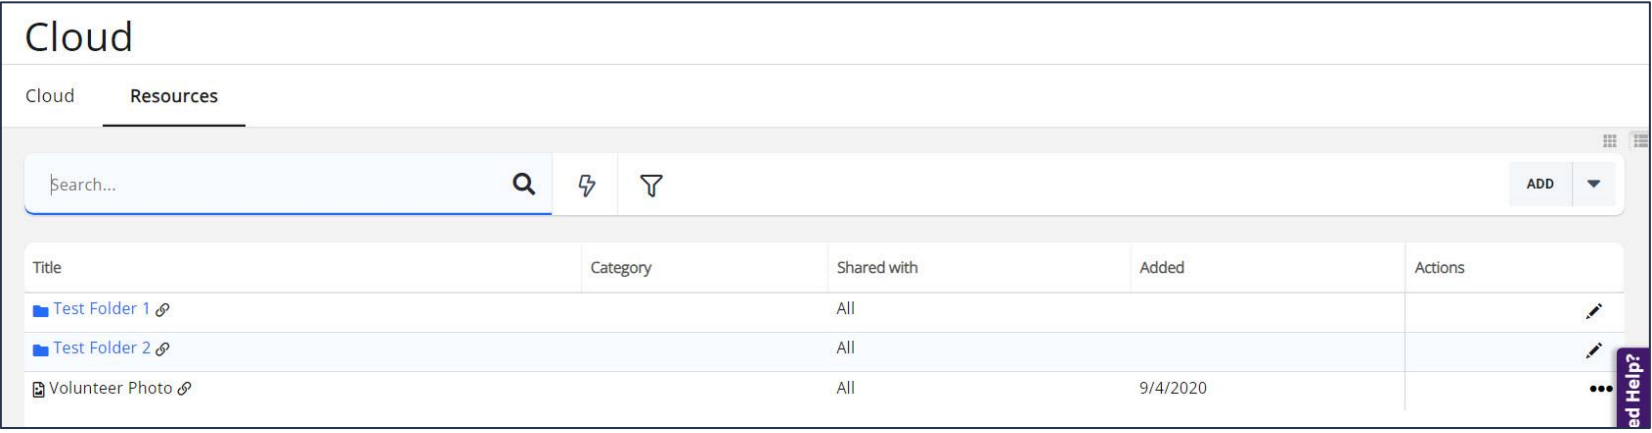 Cloud
Cloud Resources
Search...
ADD
Title Category Shared with Added Actions
Test Folder 1 All
Test Folder 2 All
Volunteer Photo All 9/4/2020
ed Help?